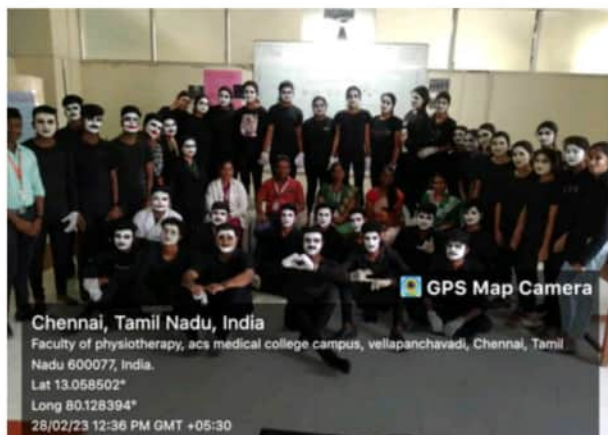 GPS Map Camera
Chennai, Tamil Nadu, India
Faculty of physiotherapy, acs medical college campus, vellapanchavadi, Chennai, Tamil
Nadu 600077, India.
Lat 13.058502°
Long 80.128394°
28/02/23 12:36 PM GMT +05:30